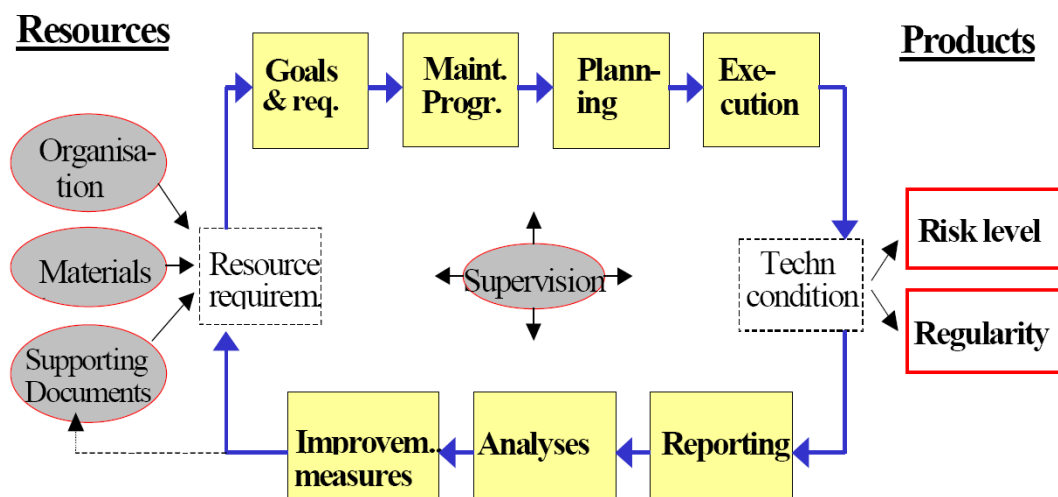 Resources
Products
Goals
& req.
Maint.
Progr.
Plann-
ing
Exe-
cution
Organisa-
tion
Materials
Supporting
Documents
Resource
requirem.
Supervision
Techn
condition
Risk level
Regularity
Improvem..
measures
Analyses
Reporting